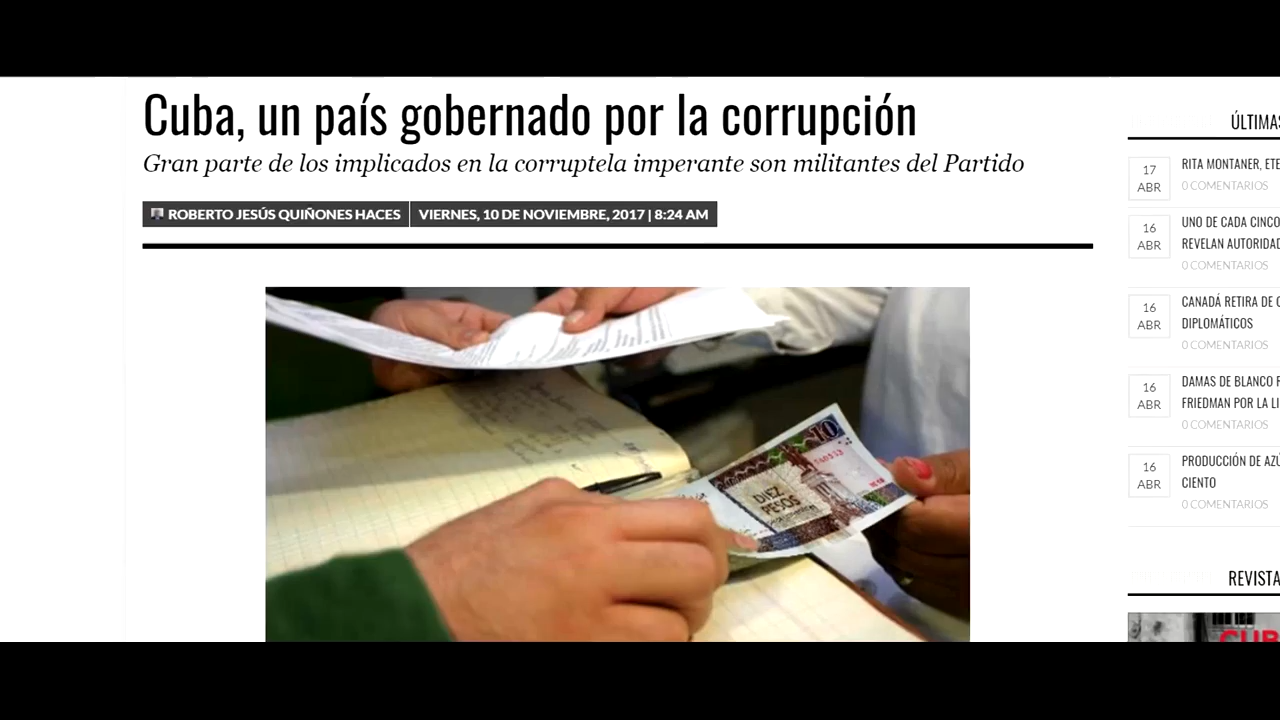 Cuba, un país gobernado por la corrupción
Gran parte de los implicados en la corruptela imperante son militantes del Partido
ROBERTO JESÚS QUIÑONES HACES
VIERNES, 10 DE NOVIEMBRE, 2017 | 8:24 AM
10
DIEZ
PESOS
ÚLTIMAS
17
ABR
RITA MONTANER, ETE
0 COMENTARIOS
16
ABR
UNO DE CADA CINCO
REVELAN AUTORIDAD
0 COMENTARIOS
16
ABR
CANADÁ RETIRA DE C
DIPLOMÁTICOS
0 COMENTARIOS
16
ABR
DAMAS DE BLANCO R
FRIEDMAN POR LA LI
0 COMENTARIOS
16
ABR
PRODUCCIÓN DE AZÚ
CIENTO
0 COMENTARIOS
REVISTA
CUB